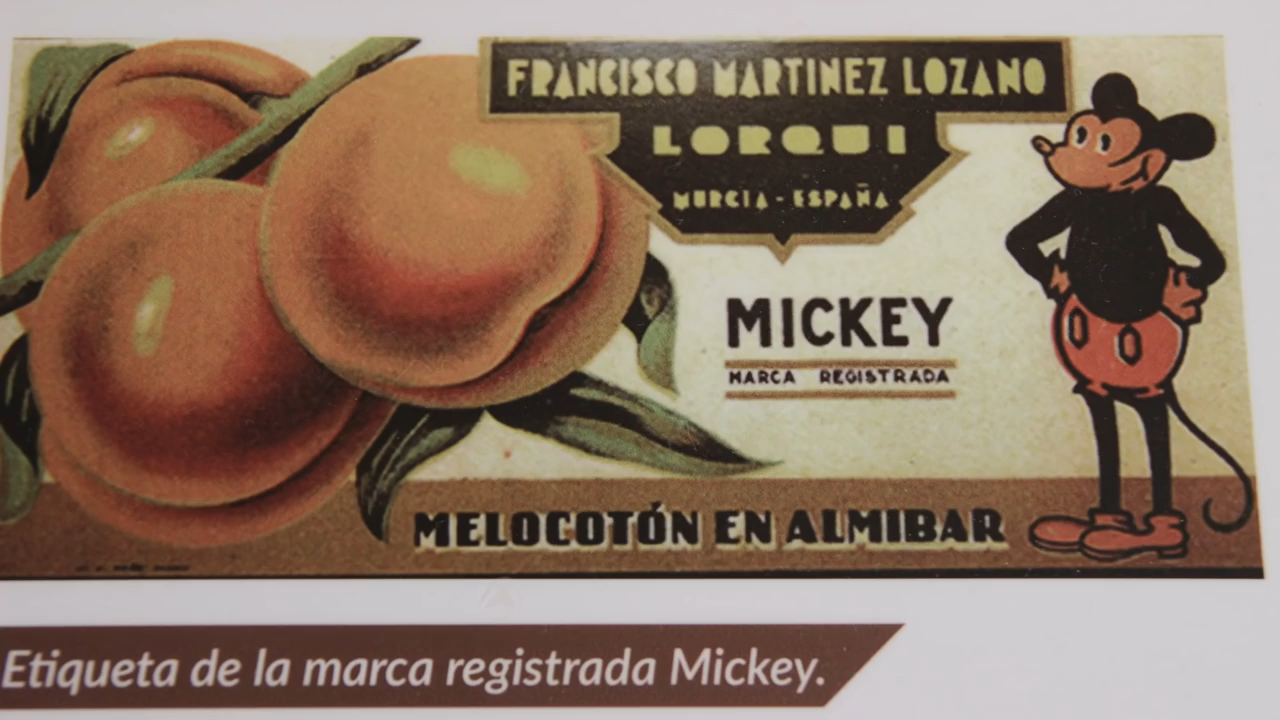 FRANCISCO MARTINEZ LOZANO
LORQUI
MURCIA - ESPAÑA
MICKEY
MARCA REGISTRADA
MELOCOTÓN EN ALMIBAR
Etiqueta de la marca registrada Mickey.